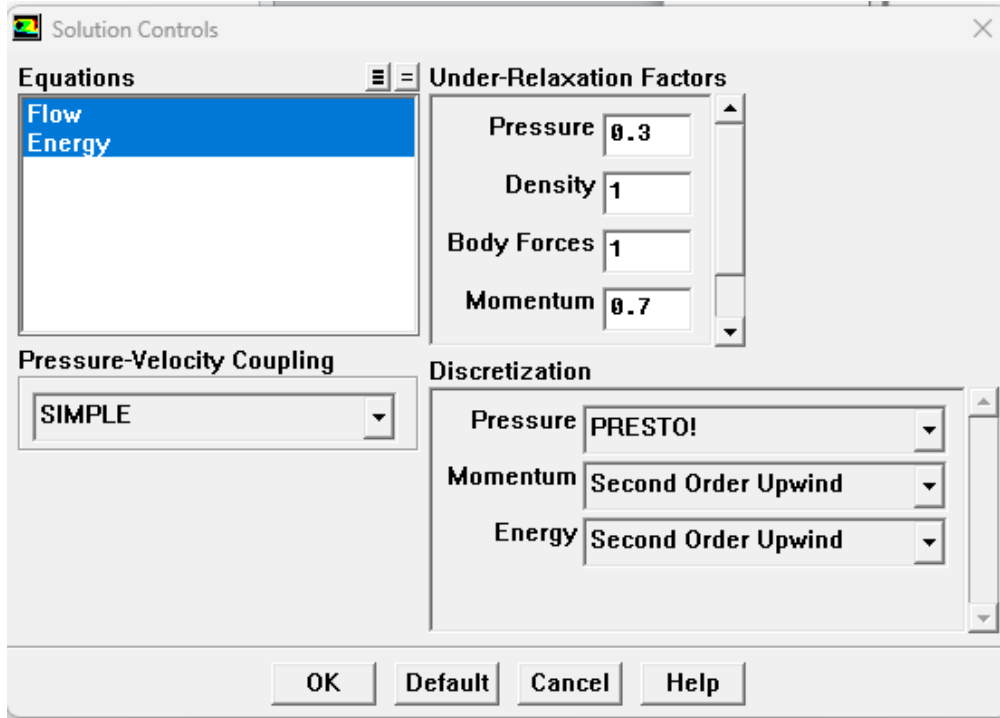 Solution Controls
Equations
Flow
Energy
Pressure-Velocity Coupling
SIMPLE
Under-Relaxation Factors
Pressure 0.3
Density 1
Body Forces 1
Momentum 0.7
Discretization
Pressure PRESTO!
Momentum Second Order Upwind
Energy Second Order Upwind
OK Default Cancel Help